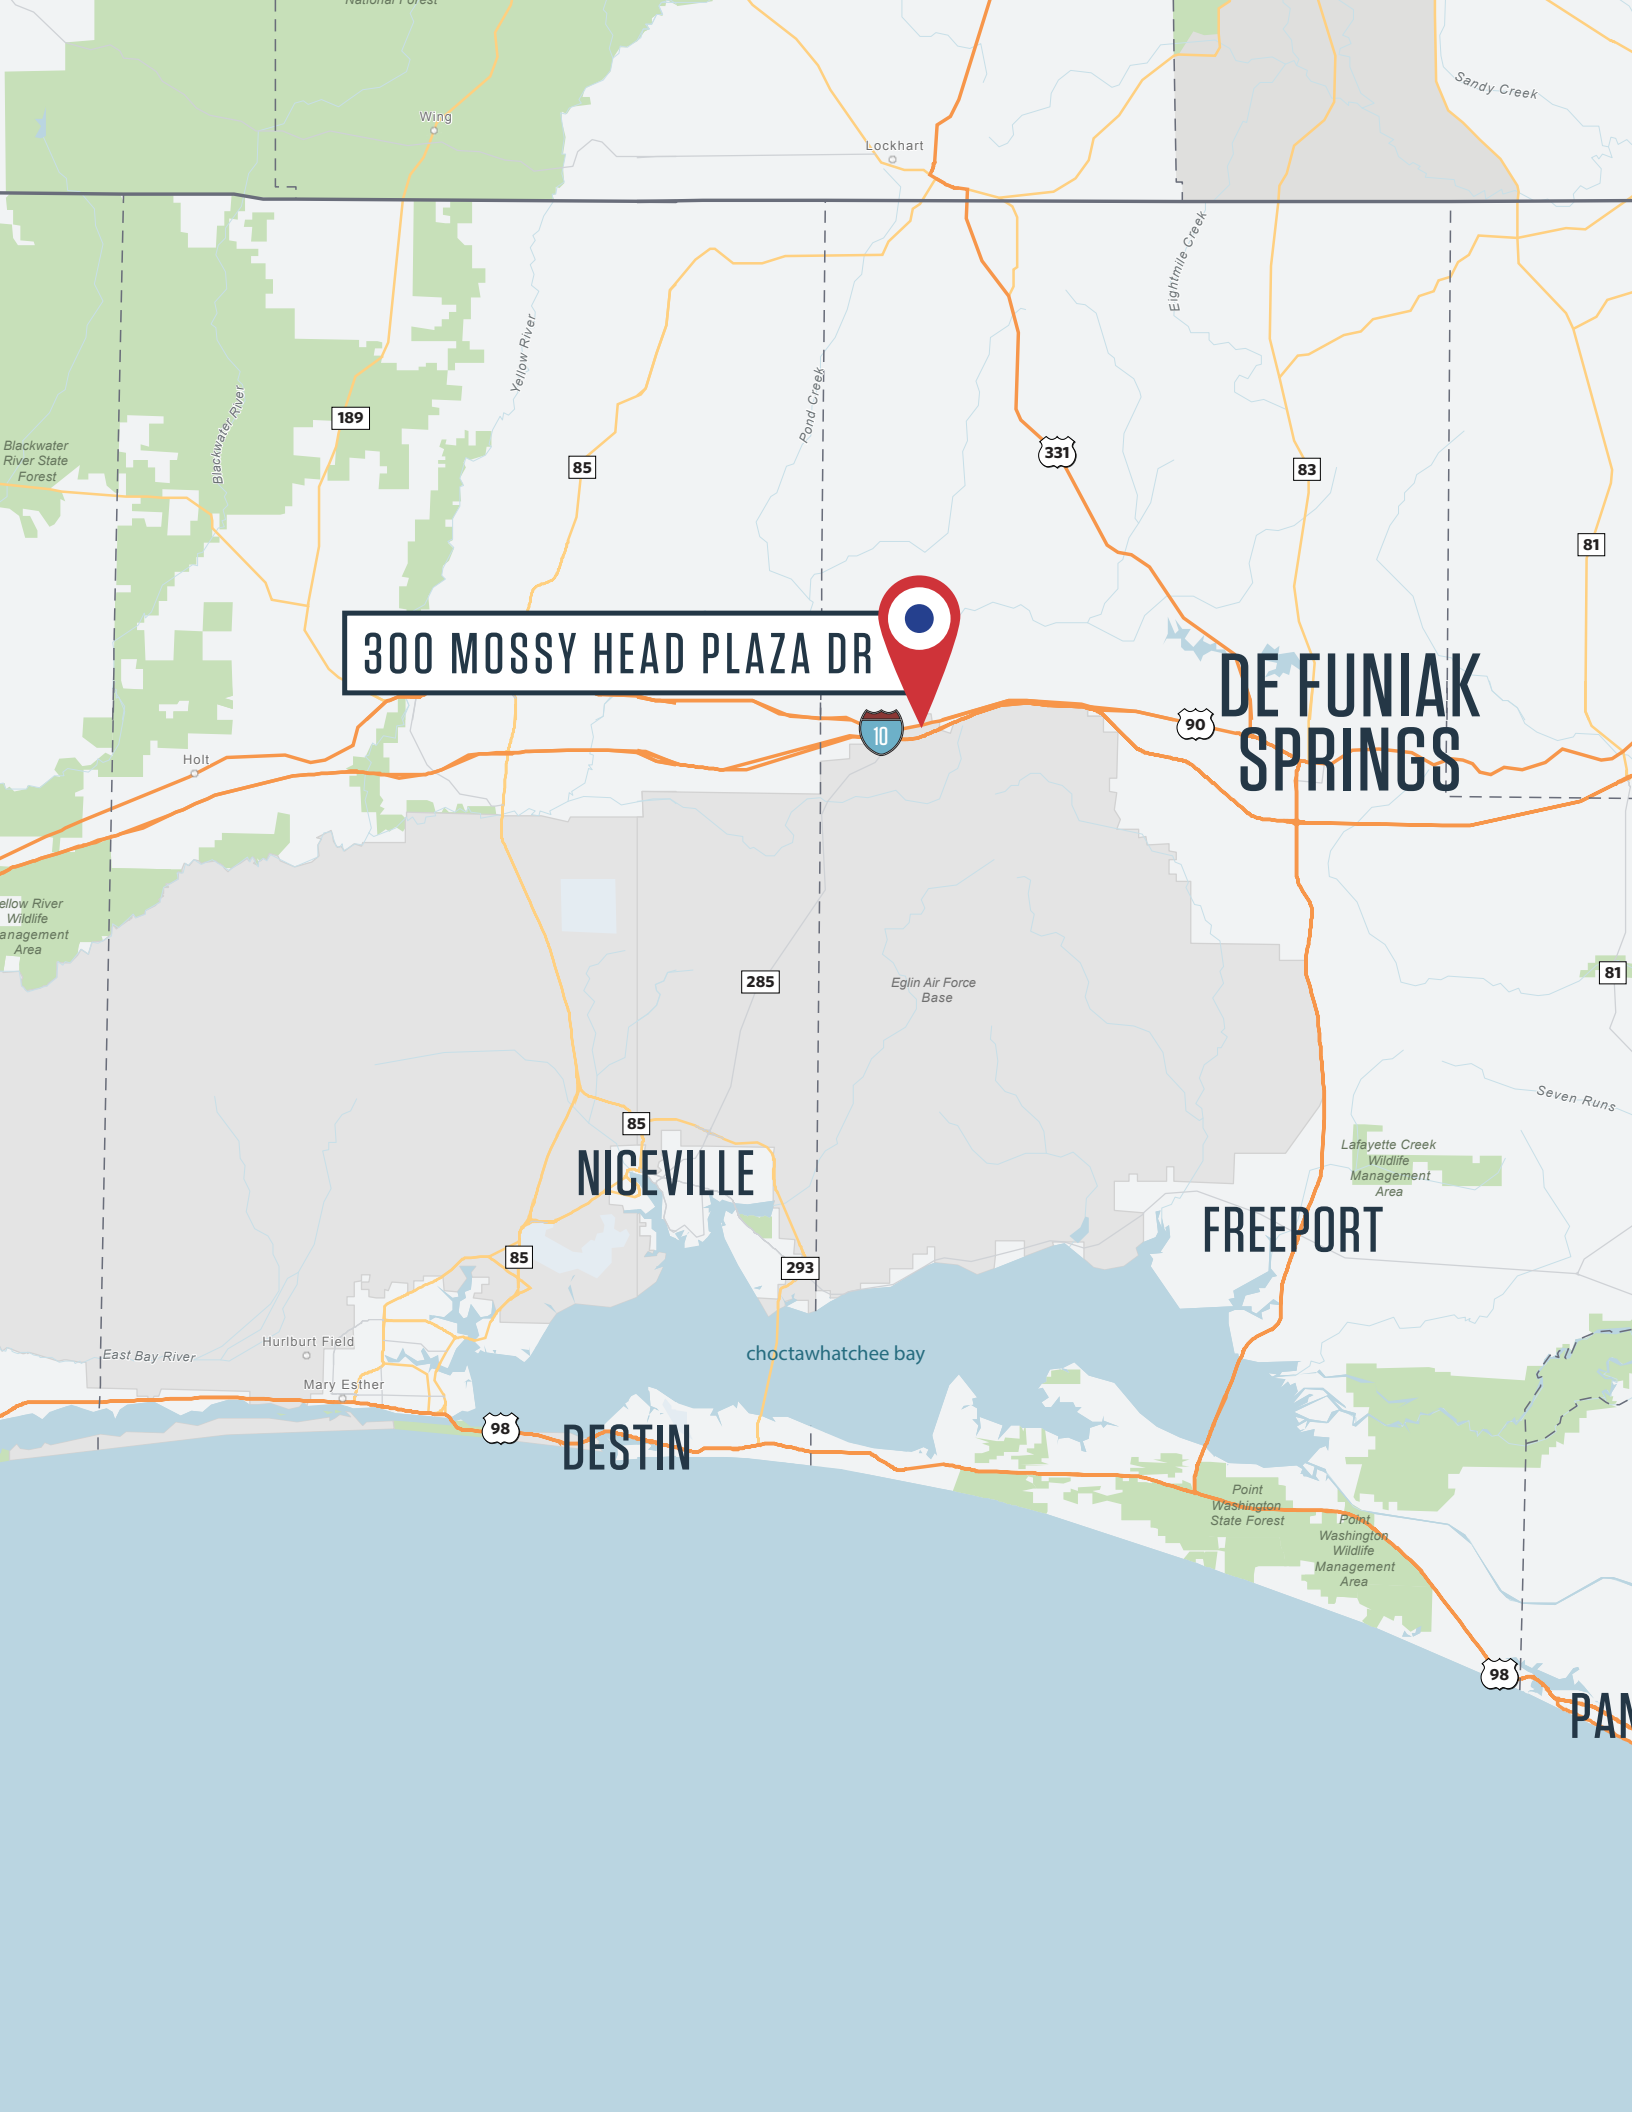 National Forest
Sandy Creek
Wing
Lockhart
Eightmile Creek
Yellow River
Pond Creek
Blackwater River
189
Blackwater
River State
Forest
85
331
83
81
300 MOSSY HEAD PLAZA DR
DE FUNIAK
SPRINGS
10
90
Holt
ellow River
Wildlife
anagement
Area
285
Eglin Air Force
Base
81
Seven Runs
85
Lafayette Creek
Wildlife
Management
Area
NICEVILLE
FREEPORT
85
293
Hurlburt Field
East Bay River
choctawhatchee bay
Mary Esther
98
DESTIN
Point
Washington
State Forest
Point
Washington
Wildlife
Management
Area
98
PAN